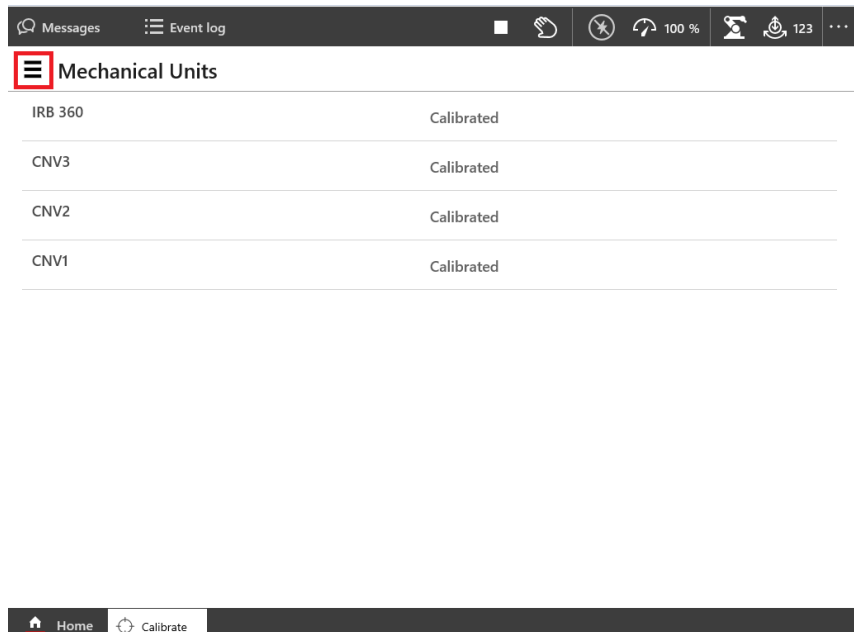 Messages Event log 100 % 123
Mechanical Units
IRB 360 Calibrated
CNV3 Calibrated
CNV2 Calibrated
CNV1 Calibrated
Home Calibrate